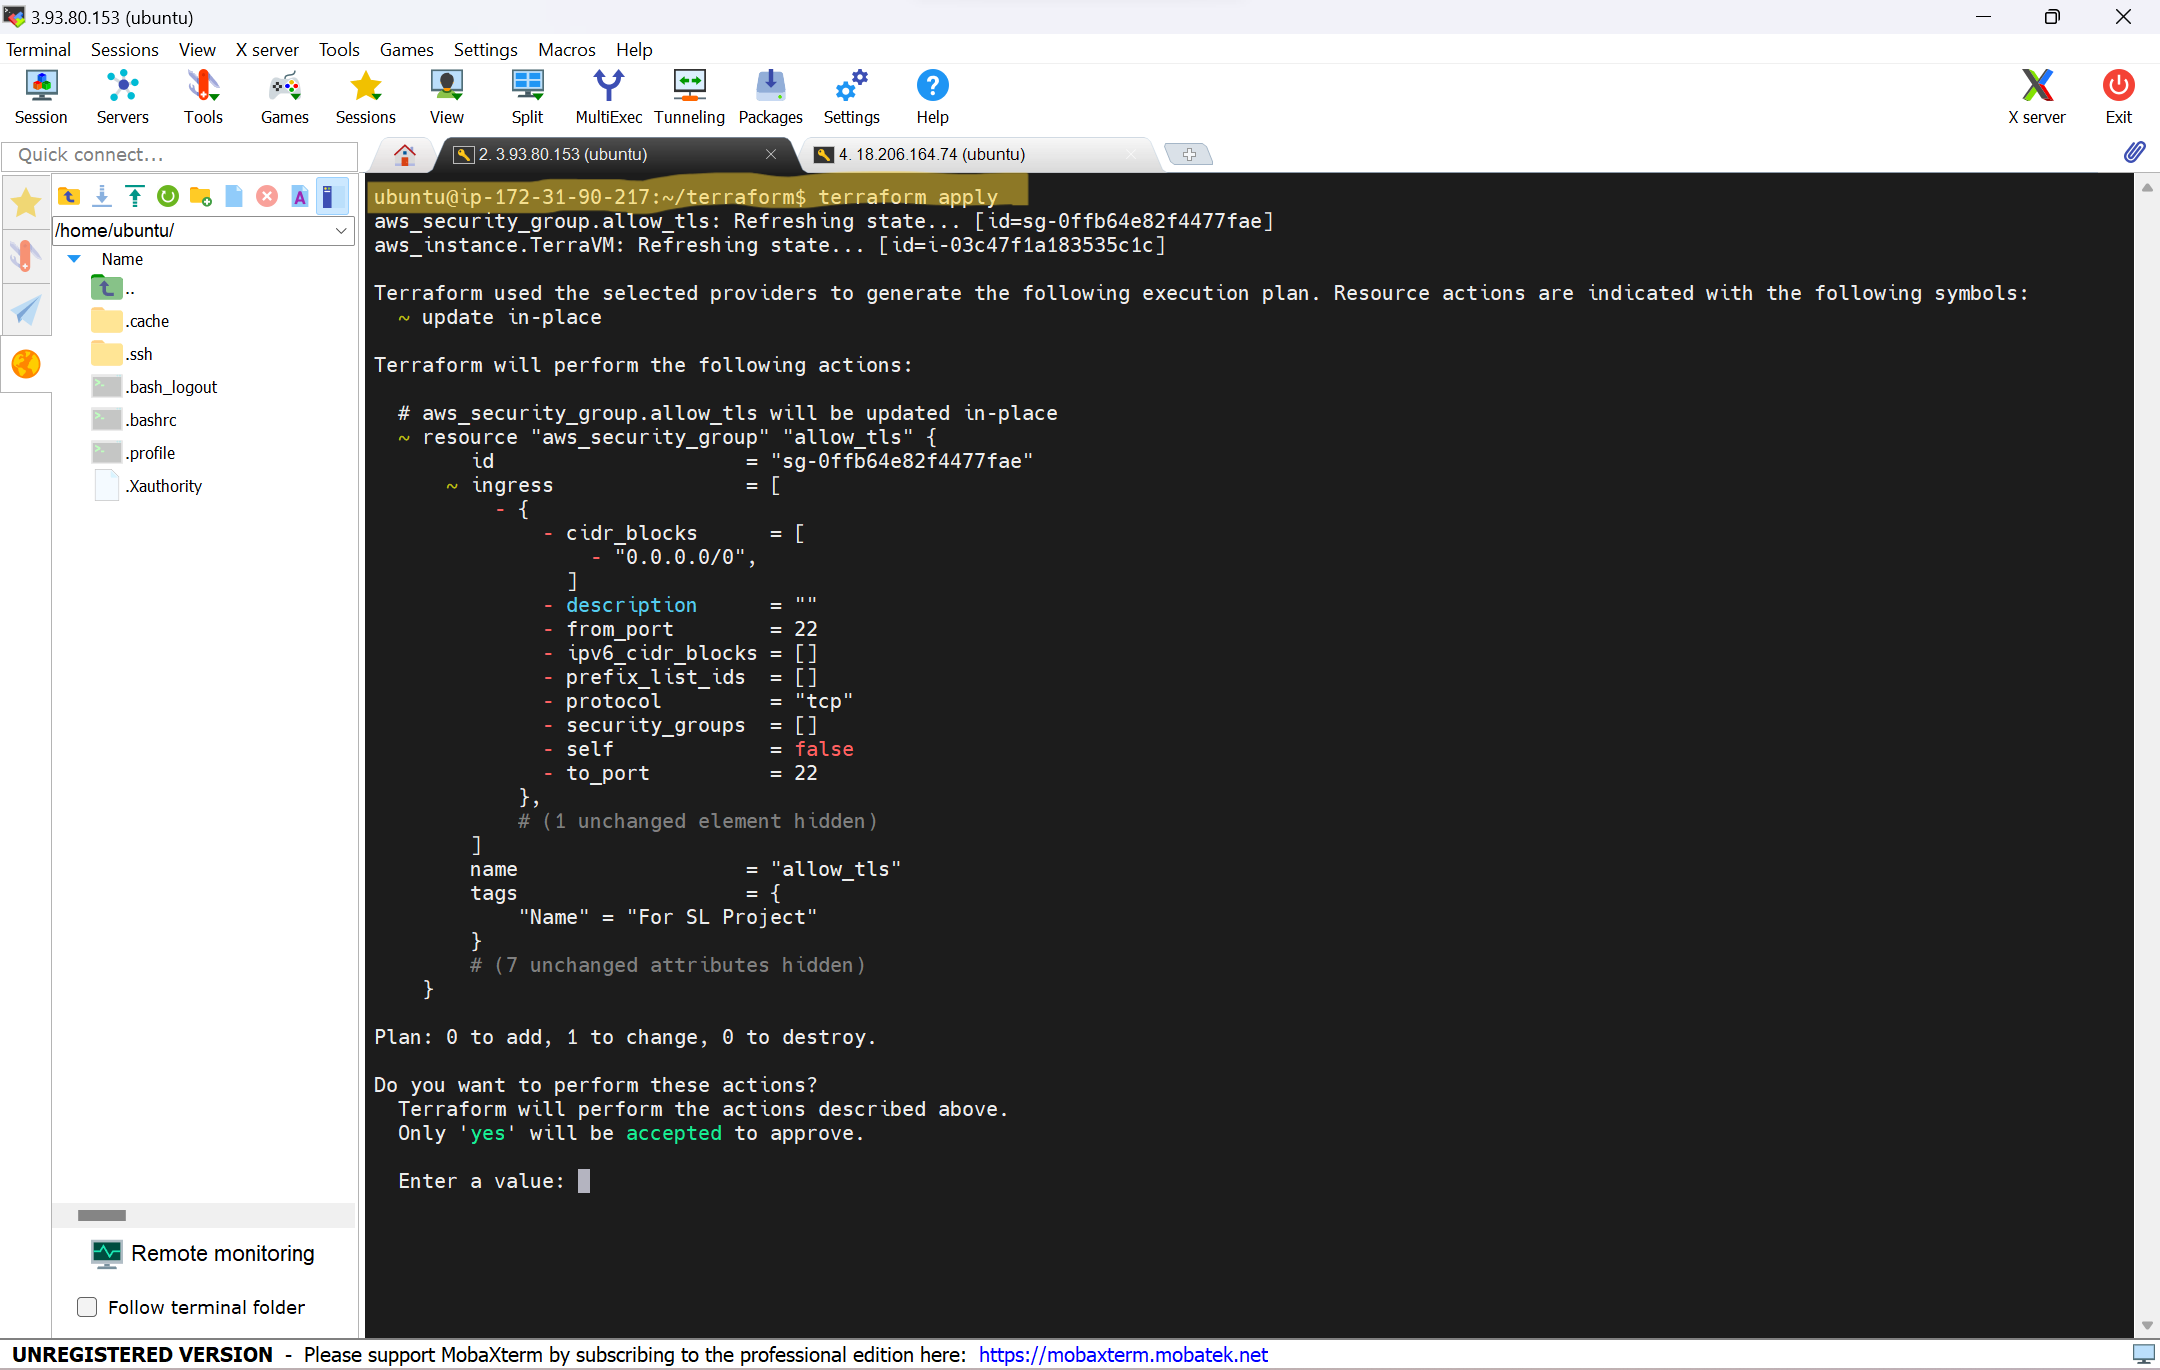 3.93.80.153 (ubuntu)
Terminal Sessions View X server Tools Games Settings Macros Help
Session Servers Tools Games Sessions View Split MultiExec Tunneling Packages Settings Help X server Exit
Quick connect...
2. 3.93.80.153 (ubuntu)
4. 18.206.164.74 (ubuntu)
/home/ubuntu/
Name
..
.cache
.ssh
.bash_logout
.bashrc
.profile
.Xauthority
Remote monitoring
Follow terminal folder
ubuntu@ip-172-31-90-217:~/terraform$ terraform apply
aws_security_group.allow_tls: Refreshing state... [id=sg-0ffb64e82f4477fae]
aws_instance.TerraVM: Refreshing state... [id=i-03c47f1a183535c1c]
Terraform used the selected providers to generate the following execution plan. Resource actions are indicated with the following symbols:
~ update in-place
Terraform will perform the following actions:
# aws_security_group.allow_tls will be updated in-place
~ resource "aws_security_group" "allow_tls" {
id = "sg-0ffb64e82f4477fae"
~ ingress = [
- {
- cidr_blocks = [
- "0.0.0.0/0",
]
- description = ""
- from_port = 22
- ipv6_cidr_blocks = []
- prefix_list_ids = []
- protocol = "tcp"
- security_groups = []
- self = false
- to_port = 22
},
# (1 unchanged element hidden)
]
name = "allow_tls"
tags = {
"Name" = "For SL Project"
}
# (7 unchanged attributes hidden)
}
Plan: 0 to add, 1 to change, 0 to destroy.
Do you want to perform these actions?
Terraform will perform the actions described above.
Only 'yes' will be accepted to approve.
Enter a value:
UNREGISTERED VERSION - Please support MobaXterm by subscribing to the professional edition here: https://mobaxterm.mobatek.net